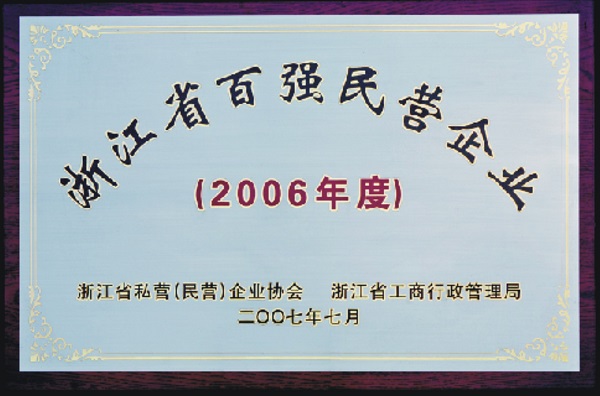 浙江省百强民营企业
(2006年度)
浙江省私营(民营)企业协会 浙江省工商行政管理局
二〇〇七年七月